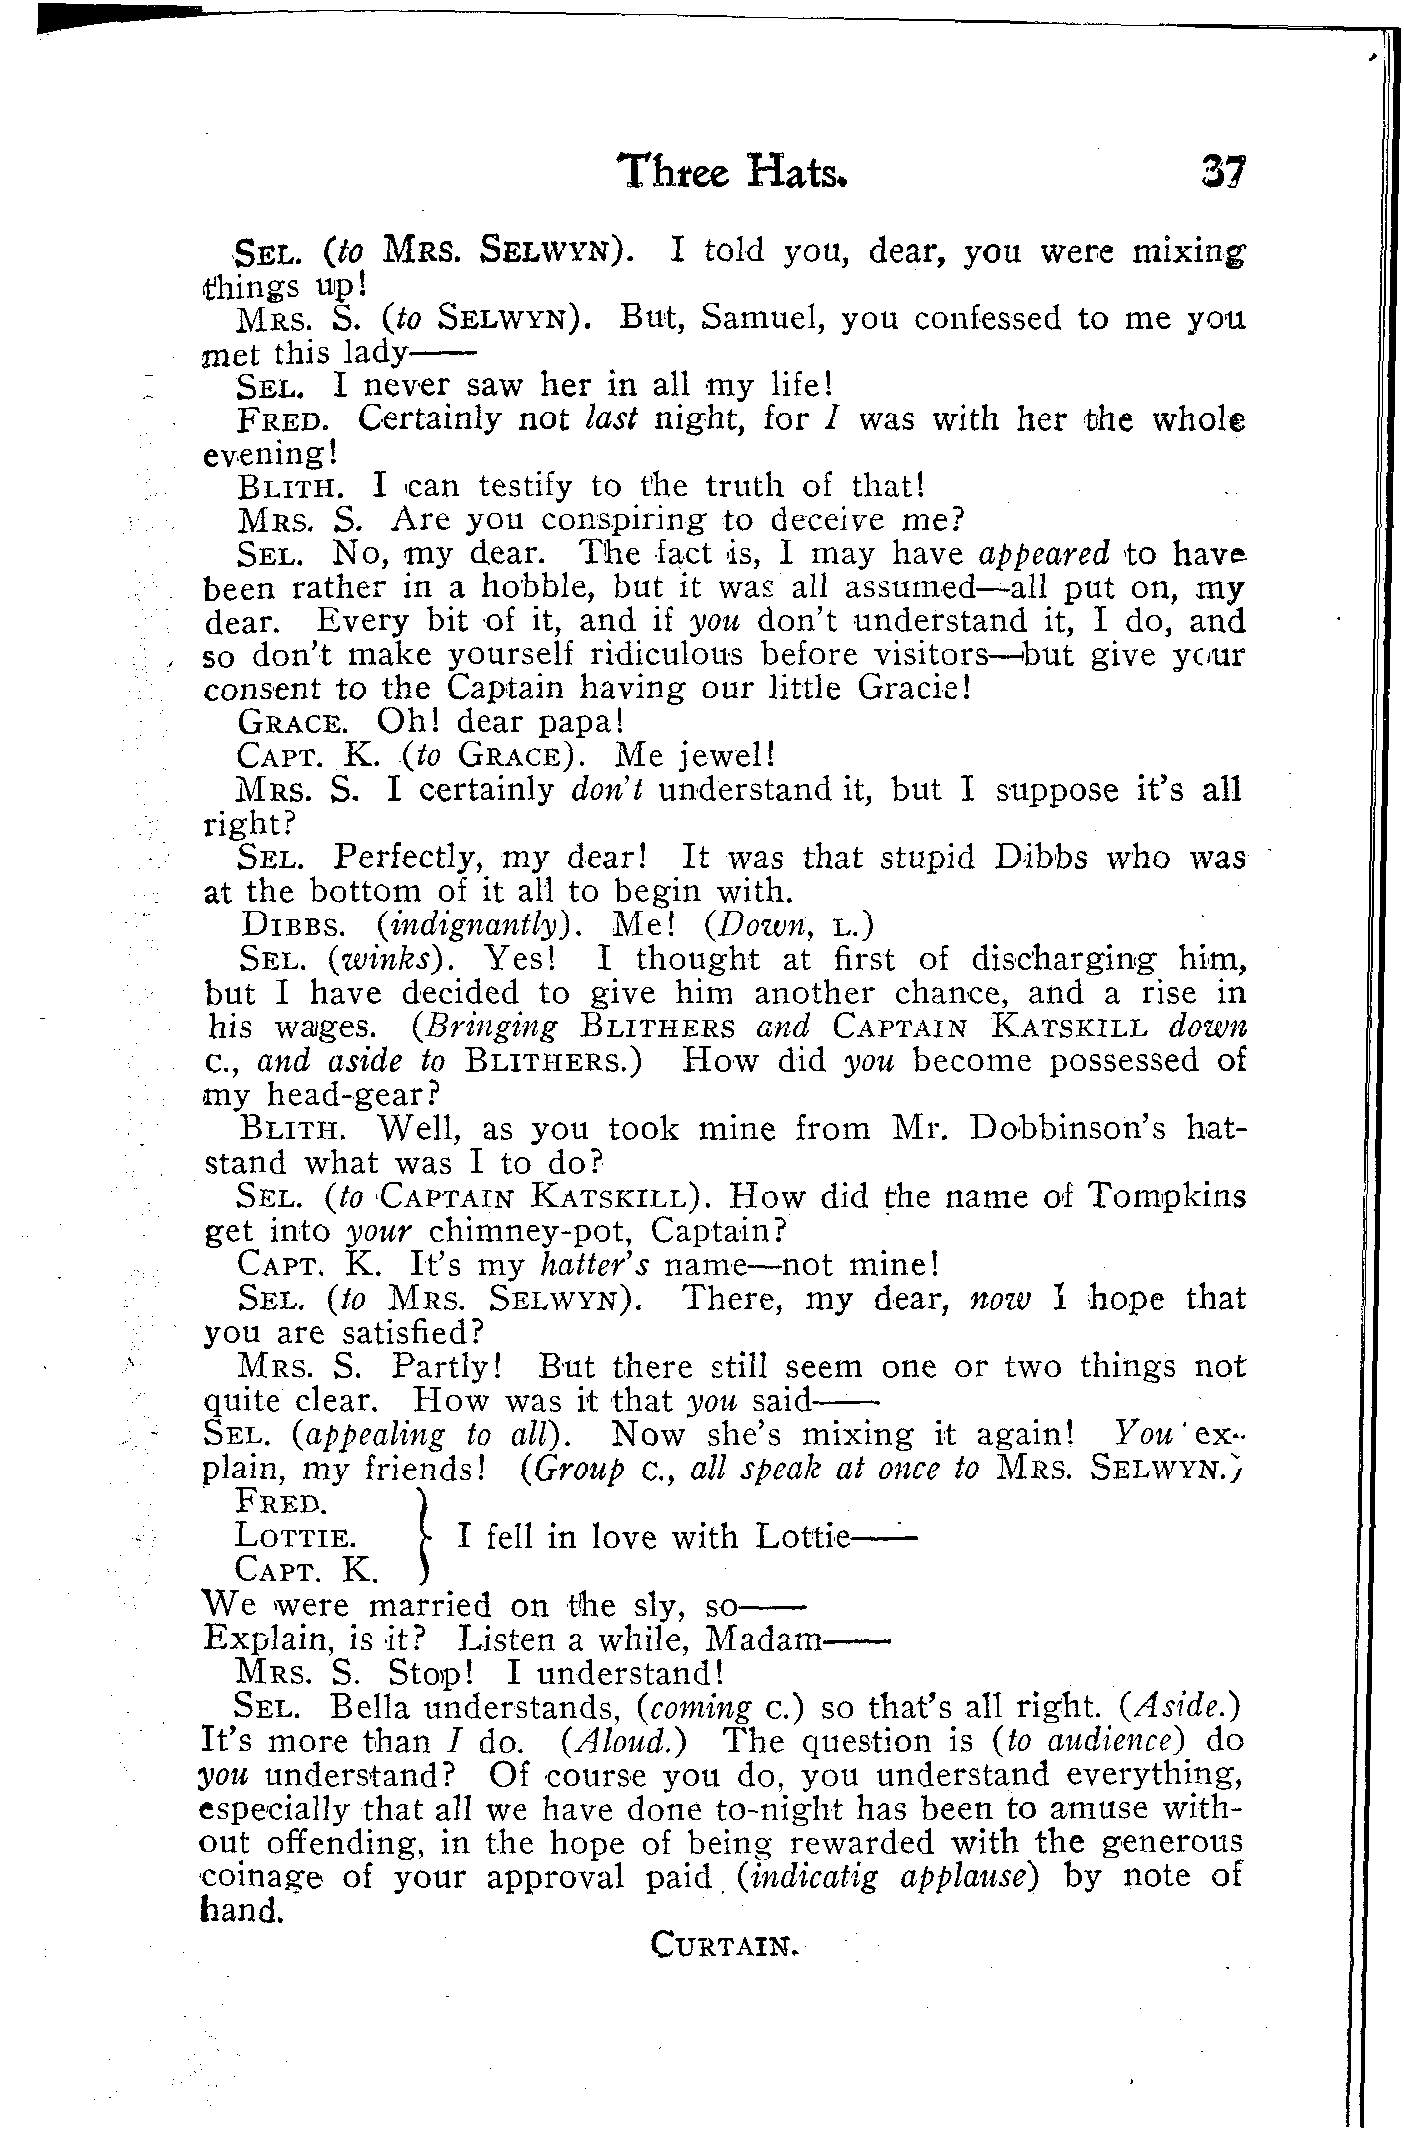 Three Hats. 37
SEL. (to MRS. SELWYN). I told you, dear, you were mixing
things up!
MRS. S. (to SELWYN). But, Samuel, you confessed to me you
met this lady——
SEL. I never saw her in all my life!
FRED. Certainly not last night, for I was with her the whole
evening!
BLITH. I can testify to the truth of that!
MRS. S. Are you conspiring to deceive me?
SEL. No, my dear. The fact is, I may have appeared to have
been rather in a hobble, but it was all assumed—all put on, my
dear. Every bit of it, and if you don't understand it, I do, and
so don't make yourself ridiculous before visitors—but give your
consent to the Captain having our little Gracie!
GRACE. Oh! dear papa!
CAPT. K. (to GRACE). Me jewel!
MRS. S. I certainly don't understand it, but I suppose it's all
right?
SEL. Perfectly, my dear! It was that stupid Dibbs who was
at the bottom of it all to begin with.
DIBBS. (indignantly). Me! (Down, L.)
SEL. (winks). Yes! I thought at first of discharging him,
but I have decided to give him another chance, and a rise in
his wages. (Bringing BLITHERS and CAPTAIN KATSKILL down
C., and aside to BLITHERS.) How did you become possessed of
my head-gear?
BLITH. Well, as you took mine from Mr. Dobbinson's hat-
stand what was I to do?
SEL. (to CAPTAIN KATSKILL). How did the name of Tompkins
get into your chimney-pot, Captain?
CAPT. K. It's my hatter's name—not mine!
SEL. (to MRS. SELWYN). There, my dear, now I hope that
you are satisfied?
MRS. S. Partly! But there still seem one or two things not
quite clear. How was it that you said——
SEL. (appealing to all). Now she's mixing it again! You ex-
plain, my friends! (Group C., all speak at once to MRS. SELWYN.)
FRED.
LOTTIE. } I fell in love with Lottie——
CAPT. K.
We were married on the sly, so——
Explain, is it? Listen a while, Madam——
MRS. S. Stop! I understand!
SEL. Bella understands, (coming C.) so that's all right. (Aside.)
It's more than I do. (Aloud.) The question is (to audience) do
you understand? Of course you do, you understand everything,
especially that all we have done to-night has been to amuse with-
out offending, in the hope of being rewarded with the generous
coinage of your approval paid (indicatig applause) by note of
hand.
CURTAIN.